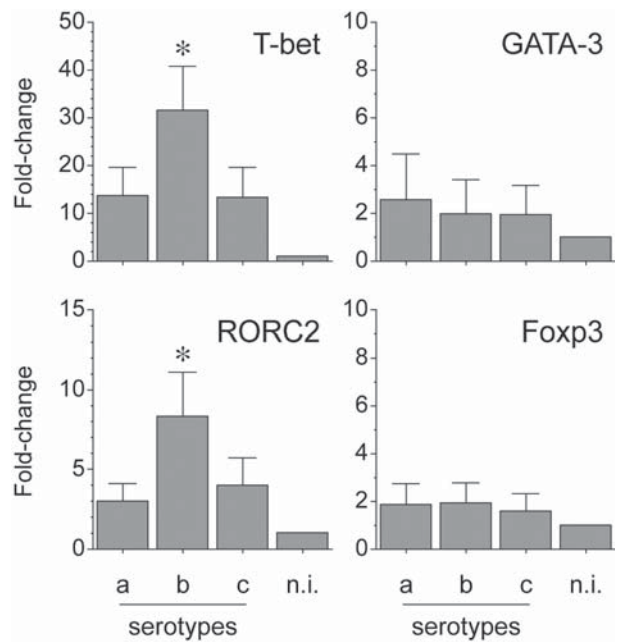 T-bet
Fold-change
60
50
40
30
20
10
0
*
GATA-3
10
8
6
4
2
0
RORC2
Fold-change
15
10
5
0
*
Foxp3
10
8
6
4
2
0
a b c n.i.
serotypes
a b c n.i.
serotypes